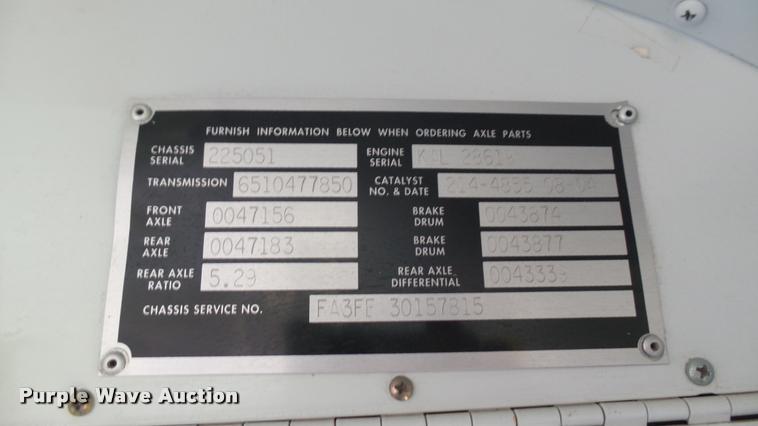 FURNISH INFORMATION BELOW WHEN ORDERING AXLE PARTS
CHASSIS SERIAL 225051 ENGINE SERIAL
TRANSMISSION 6510477850 CATALYST NO. & DATE
FRONT AXLE 0047156 BRAKE DRUM 0043874
REAR AXLE 0047183 BRAKE DRUM 0043877
REAR AXLE RATIO 5.29 REAR AXLE DIFFERENTIAL
CHASSIS SERVICE NO. 30157815
Purple Wave Auction